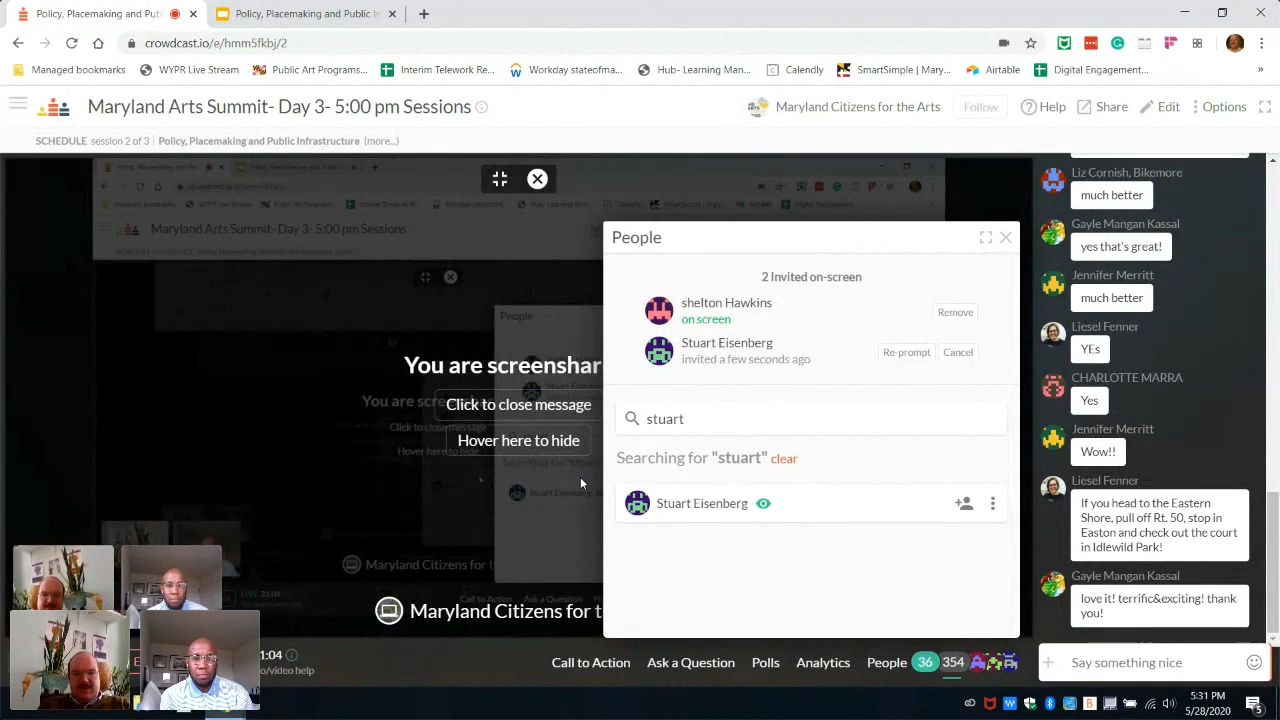 Policy, Placemaking and Publi
Policy, Placemaking and Public In
crowdcast.io/e/hmm5fkbj/2
Managed bookmarks
WYPR Live Stream
Public Art Progrms...
Interim Teamwork Re...
Workday stateofma...
Hub- Learning Man...
Calendly
SmartSimple | Mary...
Airtable
Digital Engagement...
»
Maryland Arts Summit- Day 3- 5:00 pm Sessions
Maryland Citizens for the Arts
Follow
Help
Share
Edit
Options
SCHEDULE session 2 of 3 Policy, Placemaking and Public Infrastructure (more...)
People
2 Invited on-screen
shelton Hawkins
on screen
Remove
Stuart Eisenberg
invited a few seconds ago
Re-prompt
Cancel
stuart
Searching for "stuart" clear
Stuart Eisenberg
You are screenshar
Click to close message
Hover here to hide
Maryland Citizens for t
Liz Cornish, Bikemore
much better
Gayle Mangan Kassal
yes that's great!
Jennifer Merritt
much better
Liesel Fenner
YEs
CHARLOTTE MARRA
Yes
Jennifer Merritt
Wow!!
Liesel Fenner
If you head to the Eastern
Shore, pull off Rt. 50, stop in
Easton and check out the court
in Idlewild Park!
Gayle Mangan Kassal
love it! terrific&exciting! thank
you!
1:04
o/video help
Call to Action
Ask a Question
Polls
Analytics
People
36
354
Say something nice
5:31 PM
5/28/2020
5